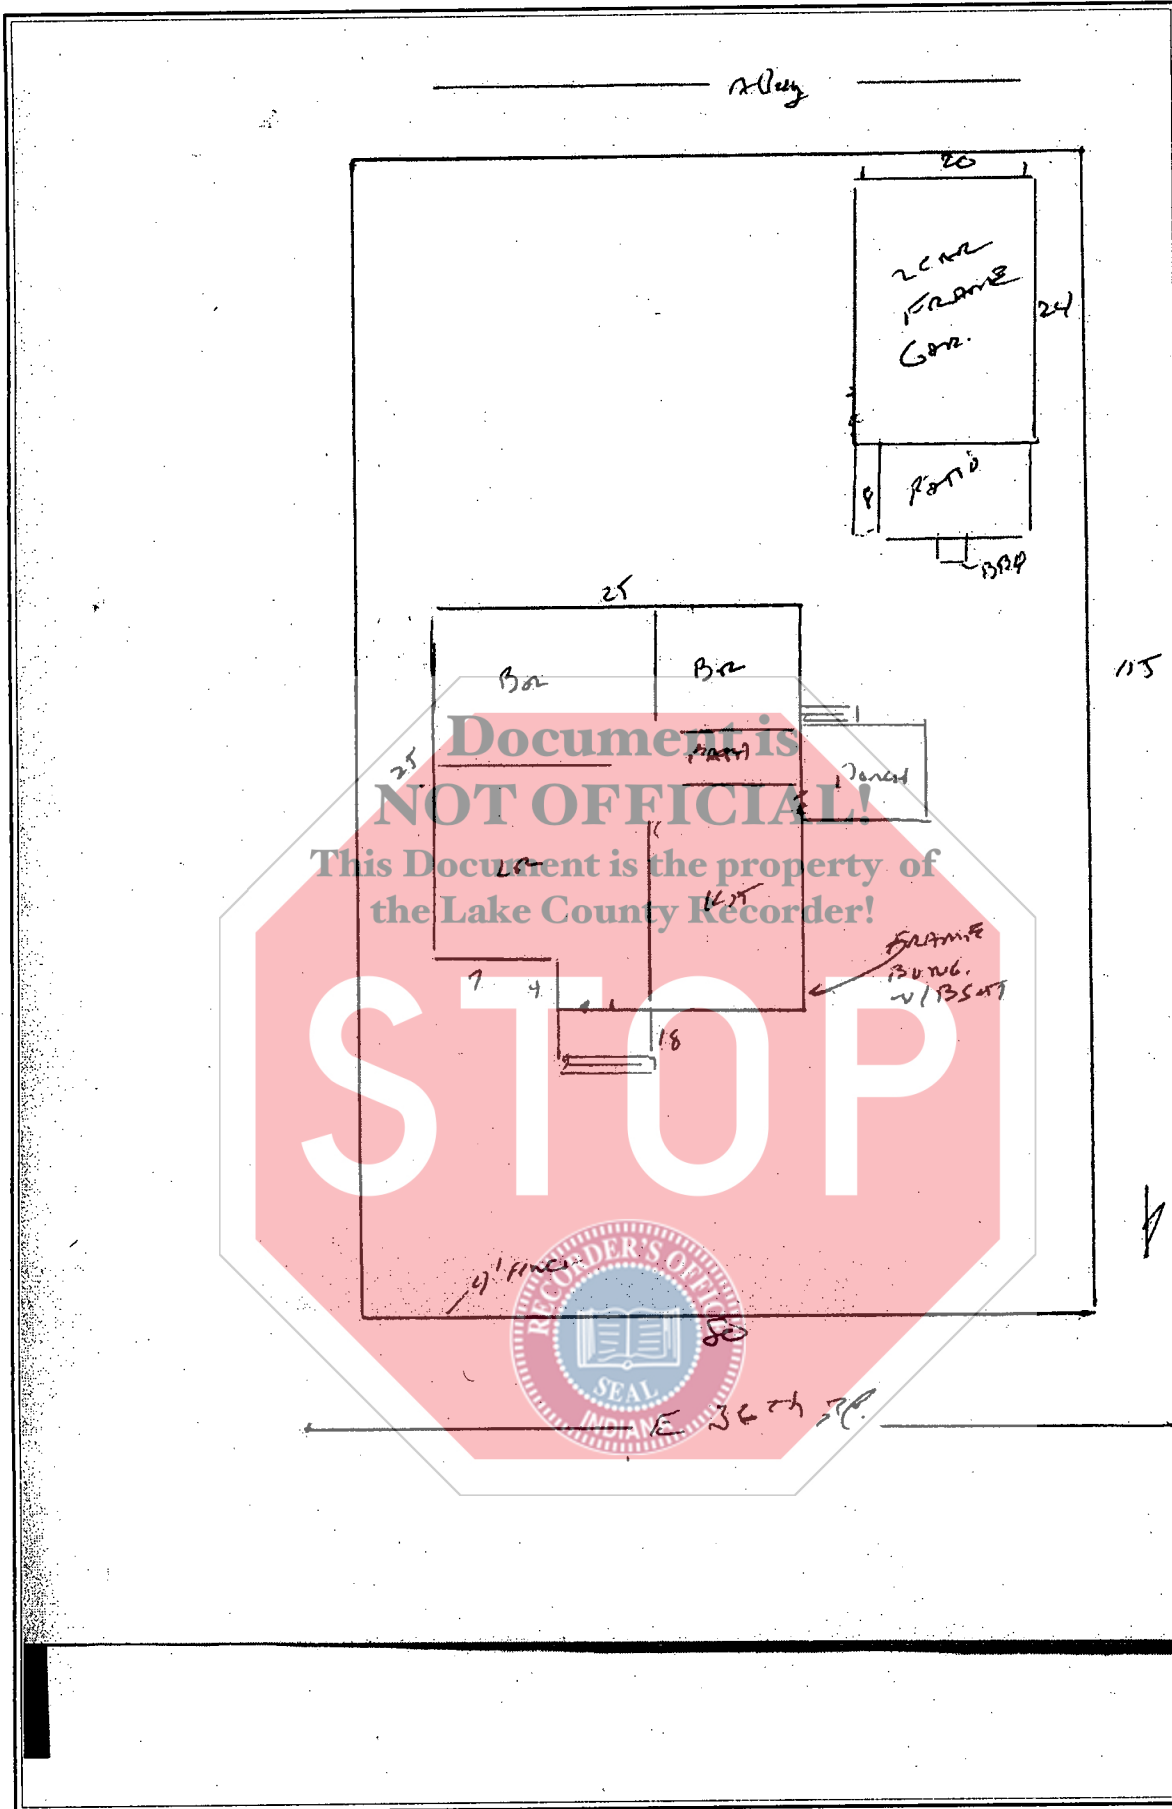 Alley
20
2 CAR
FRAME
GAR.
24
8
PATIO
BBQ
25
115
BR
BR
Document is
25
BATH
PORCH
NOT OFFICIAL!
This Document is the property of
LR
the Lake County Recorder!
KIT
FRAME
BUNG.
W/BSMT
7
4
18
STOP
RECORDER'S OFFICE
SEAL
INDIANA
4' FENCE
E 36th Pl.